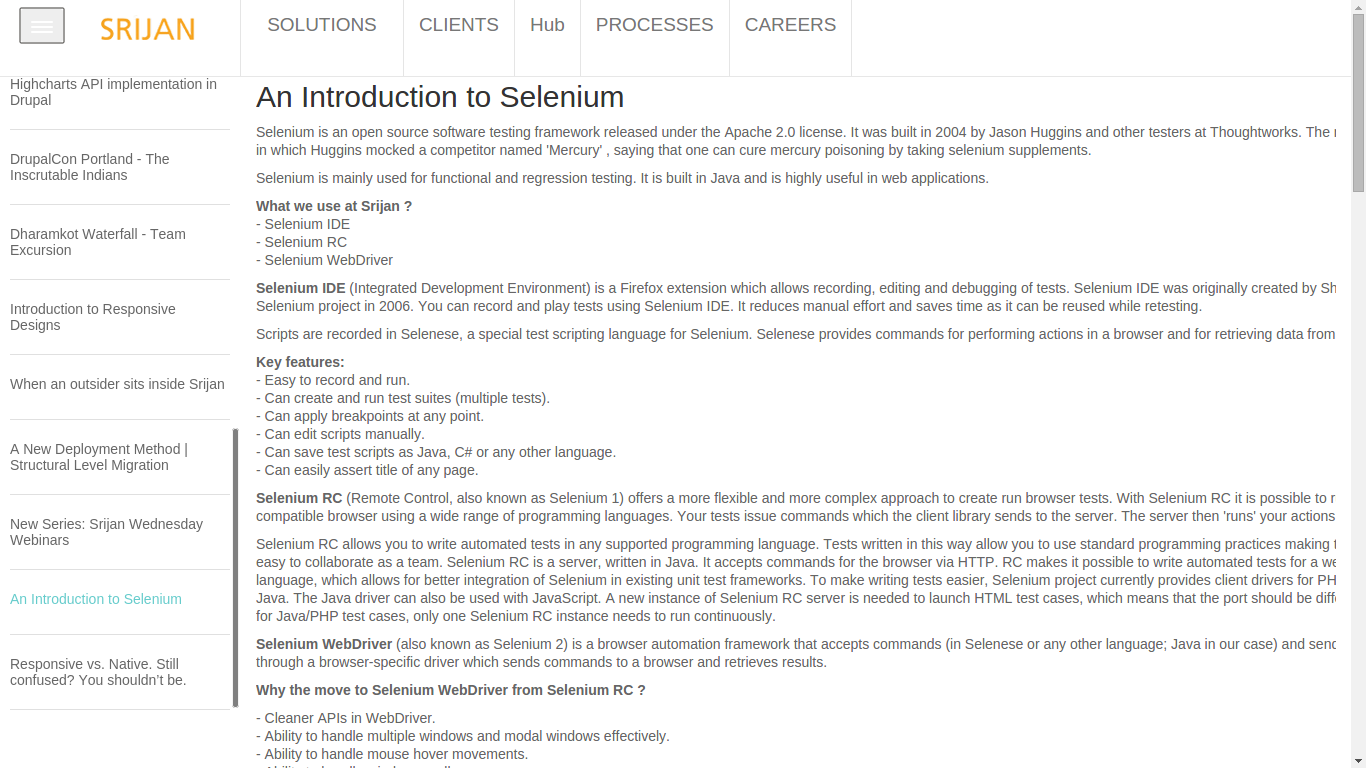 SRIJAN
SOLUTIONS
CLIENTS
Hub
PROCESSES
CAREERS
Highcharts API implementation in
Drupal
DrupalCon Portland - The
Inscrutable Indians
Dharamkot Waterfall - Team
Excursion
Introduction to Responsive
Designs
When an outsider sits inside Srijan
A New Deployment Method |
Structural Level Migration
New Series: Srijan Wednesday
Webinars
An Introduction to Selenium
Responsive vs. Native. Still
confused? You shouldn’t be.
An Introduction to Selenium
Selenium is an open source software testing framework released under the Apache 2.0 license. It was built in 2004 by Jason Huggins and other testers at Thoughtworks. The
in which Huggins mocked a competitor named 'Mercury' , saying that one can cure mercury poisoning by taking selenium supplements.
Selenium is mainly used for functional and regression testing. It is built in Java and is highly useful in web applications.
What we use at Srijan ?
- Selenium IDE
- Selenium RC
- Selenium WebDriver
Selenium IDE (Integrated Development Environment) is a Firefox extension which allows recording, editing and debugging of tests. Selenium IDE was originally created by
Selenium project in 2006. You can record and play tests using Selenium IDE. It reduces manual effort and saves time as it can be reused while retesting.
Scripts are recorded in Selenese, a special test scripting language for Selenium. Selenese provides commands for performing actions in a browser and for retrieving data from
Key features:
- Easy to record and run.
- Can create and run test suites (multiple tests).
- Can apply breakpoints at any point.
- Can edit scripts manually.
- Can save test scripts as Java, C# or any other language.
- Can easily assert title of any page.
Selenium RC (Remote Control, also known as Selenium 1) offers a more flexible and more complex approach to create run browser tests. With Selenium RC it is possible to
compatible browser using a wide range of programming languages. Your tests issue commands which the client library sends to the server. The server then 'runs' your actions
Selenium RC allows you to write automated tests in any supported programming language. Tests written in this way allow you to use standard programming practices making
easy to collaborate as a team. Selenium RC is a server, written in Java. It accepts commands for the browser via HTTP. RC makes it possible to write automated tests for a
language, which allows for better integration of Selenium in existing unit test frameworks. To make writing tests easier, Selenium project currently provides client drivers for
Java. The Java driver can also be used with JavaScript. A new instance of Selenium RC server is needed to launch HTML test cases, which means that the port should be
for Java/PHP test cases, only one Selenium RC instance needs to run continuously.
Selenium WebDriver (also known as Selenium 2) is a browser automation framework that accepts commands (in Selenese or any other language; Java in our case) and
through a browser-specific driver which sends commands to a browser and retrieves results.
Why the move to Selenium WebDriver from Selenium RC ?
- Cleaner APIs in WebDriver.
- Ability to handle multiple windows and modal windows effectively.
- Ability to handle mouse hover movements.